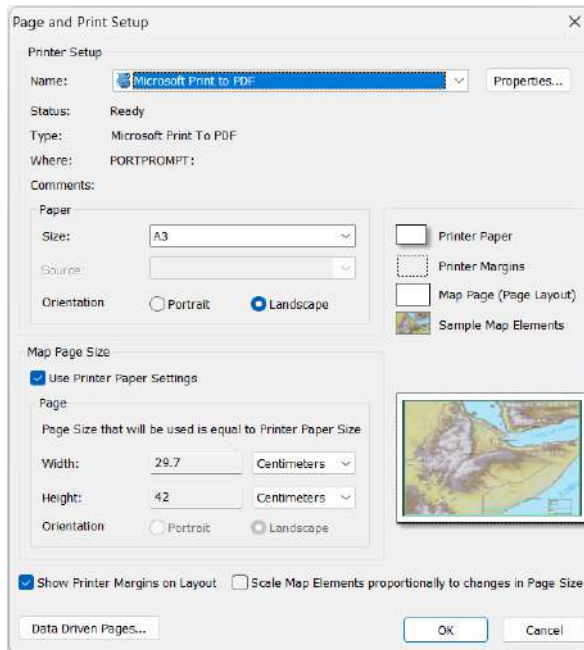 Page and Print Setup
Printer Setup
Name: Microsoft Print to PDF Properties...
Status: Ready
Type: Microsoft Print To PDF
Where: PORTPROMPT:
Comments:
Paper
Size: A3
Source:
Orientation Portrait Landscape
Printer Paper
Printer Margins
Map Page (Page Layout)
Sample Map Elements
Map Page Size
Use Printer Paper Settings
Page
Page Size that will be used is equal to Printer Paper Size
Width: 29.7 Centimeters
Height: 42 Centimeters
Orientation Portrait Landscape
Show Printer Margins on Layout Scale Map Elements proportionally to changes in Page Size
Data Driven Pages... OK Cancel